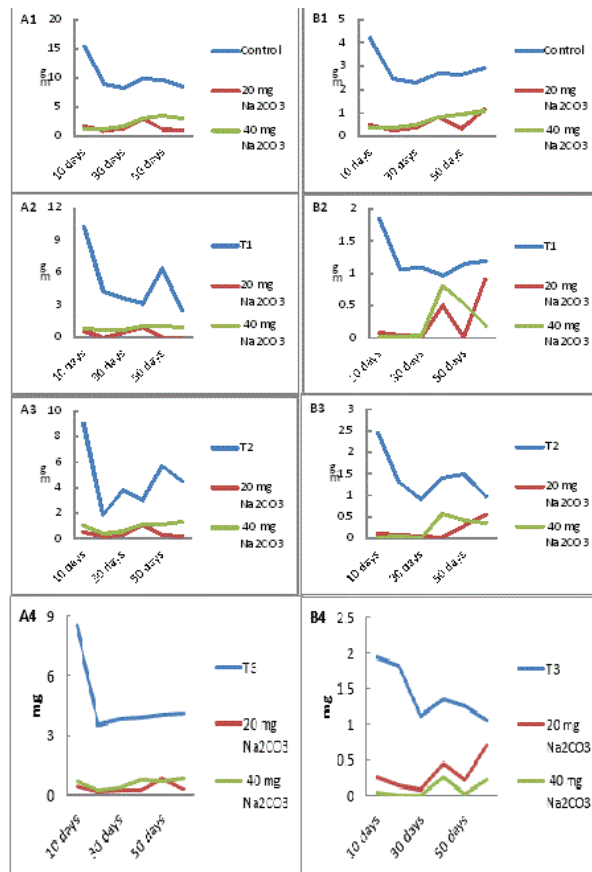 A1
20
15
10
5
0
mg
10 days
30 days
50 days
Control
20 mg
Na2CO3
40 mg
Na2CO3
B1
5
4
3
2
1
0
mg
10 days
30 days
50 days
Control
20 mg
Na2CO3
40 mg
Na2CO3
A2
12
9
6
3
0
mg
10 days
30 days
50 days
T1
20 mg
Na2CO3
40 mg
Na2CO3
B2
2
1.5
1
0.5
0
mg
10 days
30 days
50 days
T1
20 mg
Na2CO3
40 mg
Na2CO3
A3
10
8
6
4
2
0
mg
10 days
50 days
T2
20 mg
Na2CO3
40 mg
Na2CO3
B3
3
2.5
2
1.5
1
0.5
0
mg
10 days
30 days
50 days
T2
20 mg
Na2CO3
40 mg
Na2CO3
A4
9
6
3
0
mg
10 days
30 days
50 days
T3
20 mg
Na2CO3
40 mg
Na2CO3
B4
2.5
2
1.5
1
0.5
0
mg
10 days
30 days
50 days
T3
20 mg
Na2CO3
40 mg
Na2CO3